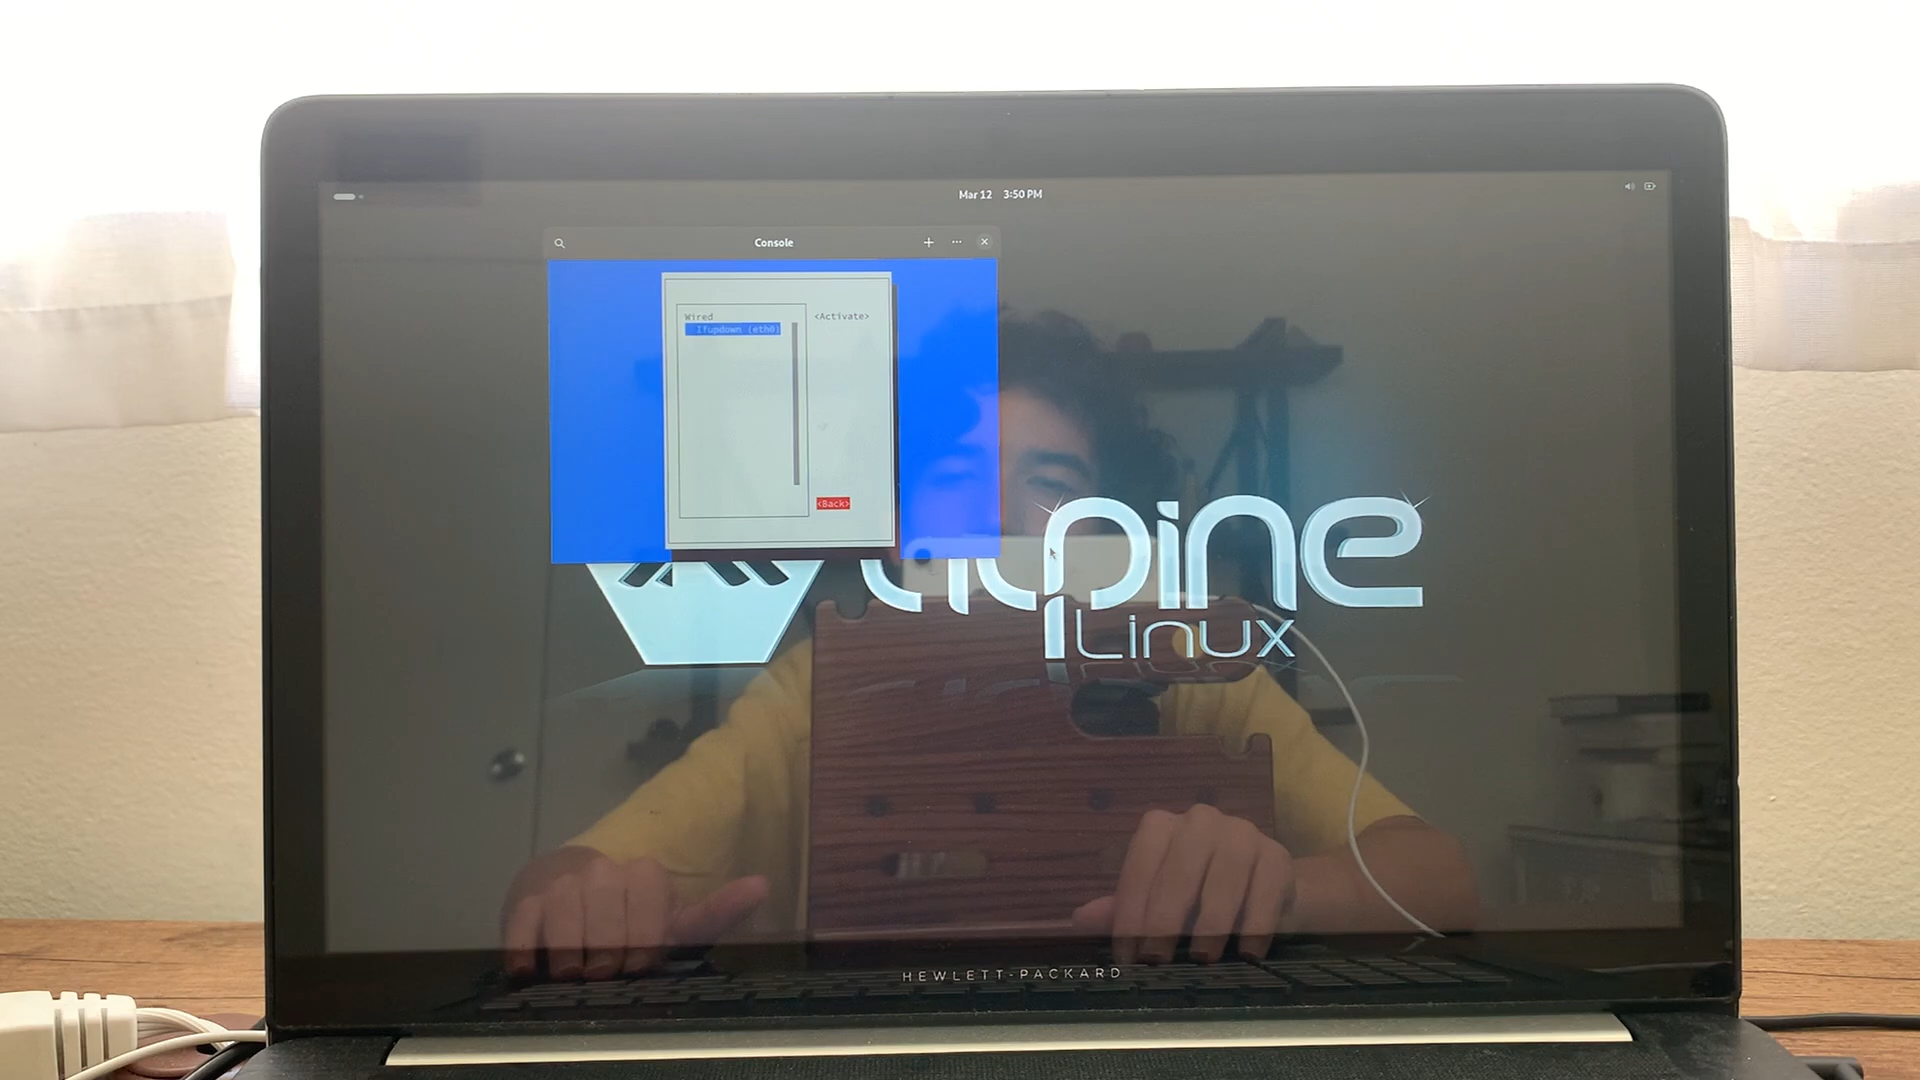 Mar 12 3:50 PM
Console
Wired
Ifupdown (eth0)
<Activate>
<Back>
alpine
Linux
HEWLETT-PACKARD